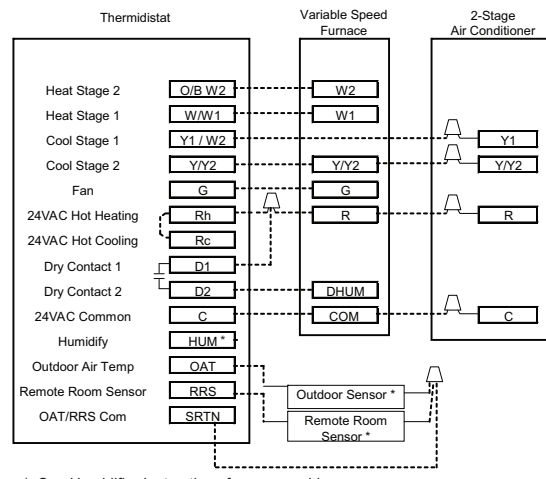 Thermidistat
Variable Speed
Furnace
2-Stage
Air Conditioner
Heat Stage 2 O/B W2 W2
Heat Stage 1 W/W1 W1
Cool Stage 1 Y1 / W2 Y1
Cool Stage 2 Y/Y2 Y/Y2 Y/Y2
Fan G G
24VAC Hot Heating Rh R R
24VAC Hot Cooling Rc
Dry Contact 1 D1
Dry Contact 2 D2 DHUM
24VAC Common C COM C
Humidify HUM *
Outdoor Air Temp OAT
Remote Room Sensor RRS
Outdoor Sensor *
OAT/RRS Com SRTN
Remote Room
Sensor *